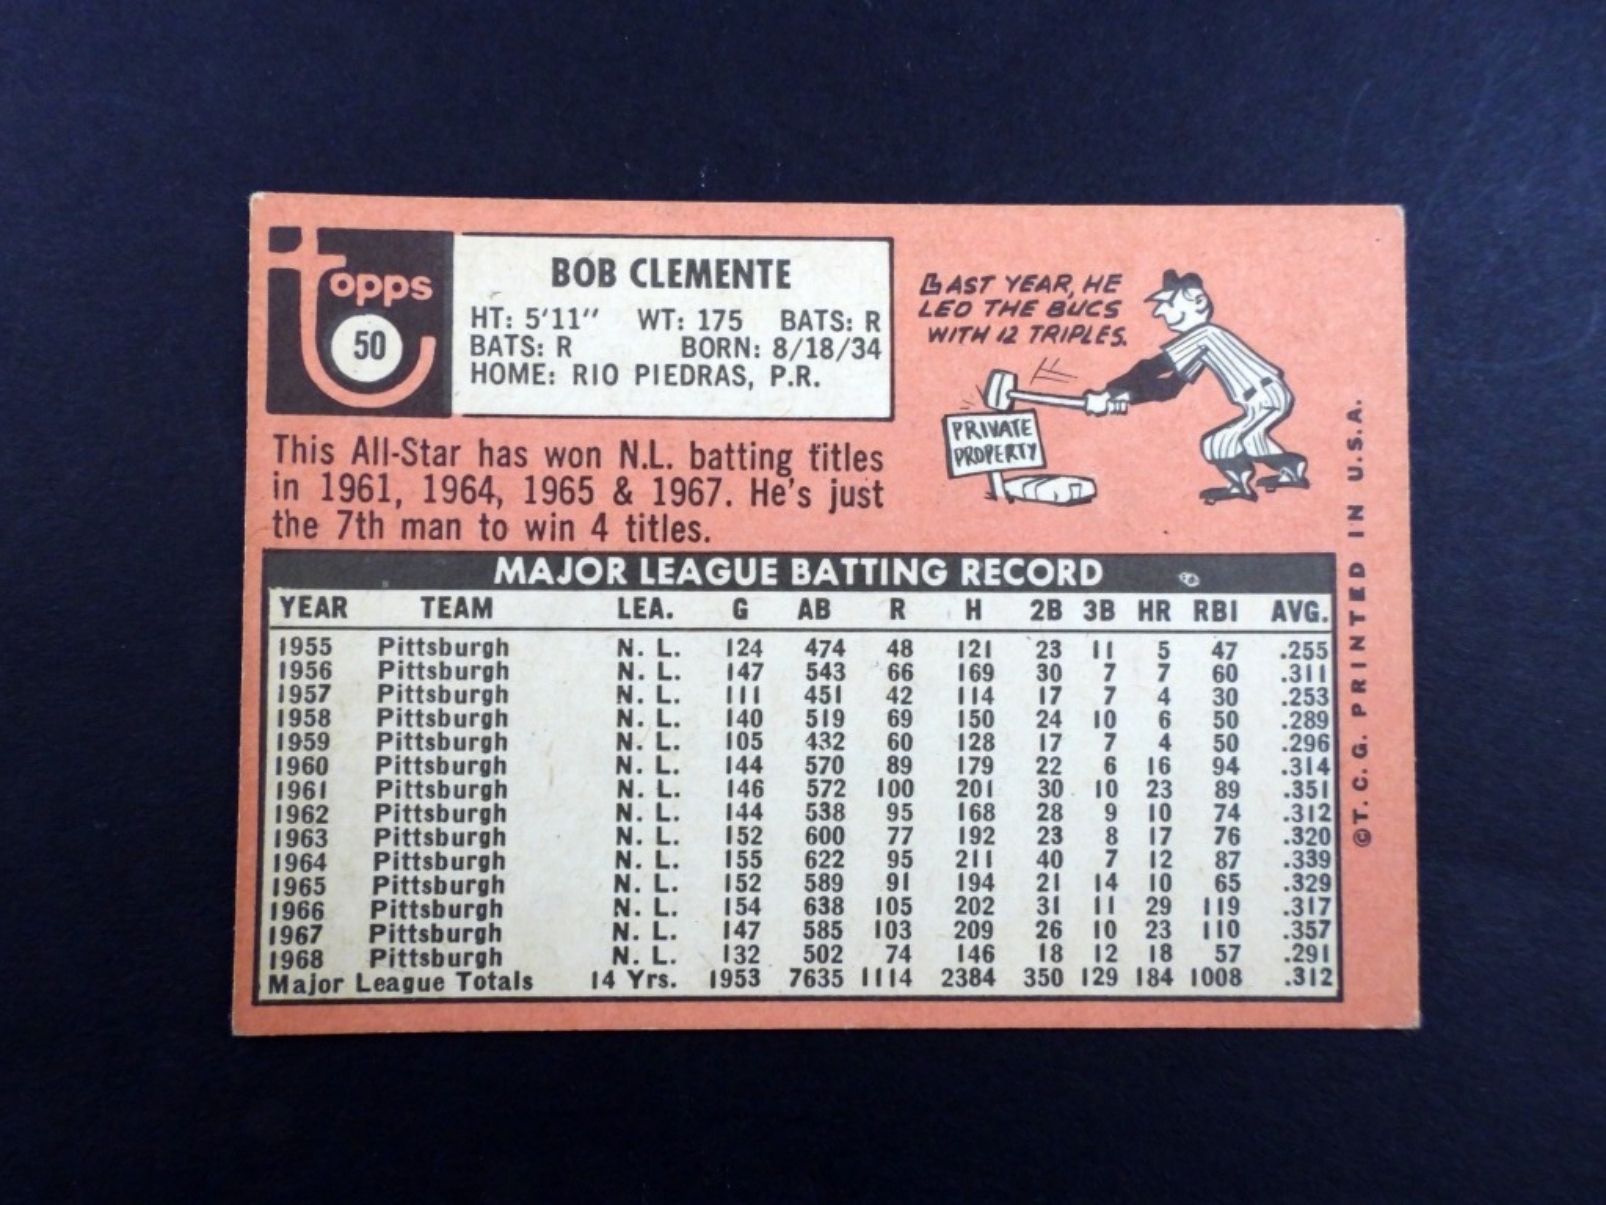 topps
50
BOB CLEMENTE
HT: 5'11" WT: 175 BATS: R
BATS: R BORN: 8/18/34
HOME: RIO PIEDRAS, P.R.
LAST YEAR, HE
LED THE BUCS
WITH 12 TRIPLES.
PRIVATE
PROPERTY
This All-Star has won N.L. batting titles
in 1961, 1964, 1965 & 1967. He's just
the 7th man to win 4 titles.
MAJOR LEAGUE BATTING RECORD
YEAR TEAM LEA. G AB R H 2B 3B HR RBI AVG.
1955 Pittsburgh N. L. 124 474 48 121 23 11 5 47 .255
1956 Pittsburgh N. L. 147 543 66 169 30 7 7 60 .311
1957 Pittsburgh N. L. 111 451 42 114 17 7 4 30 .253
1958 Pittsburgh N. L. 140 519 69 150 24 10 6 50 .289
1959 Pittsburgh N. L. 105 432 60 128 17 7 4 50 .296
1960 Pittsburgh N. L. 144 570 89 179 22 6 16 94 .314
1961 Pittsburgh N. L. 146 572 100 201 30 10 23 89 .351
1962 Pittsburgh N. L. 144 538 95 168 28 9 10 74 .312
1963 Pittsburgh N. L. 152 600 77 192 23 8 17 76 .320
1964 Pittsburgh N. L. 155 622 95 211 40 7 12 87 .339
1965 Pittsburgh N. L. 152 589 91 194 21 14 10 65 .329
1966 Pittsburgh N. L. 154 638 105 202 31 11 29 119 .317
1967 Pittsburgh N. L. 147 585 103 209 26 10 23 110 .357
1968 Pittsburgh N. L. 132 502 74 146 18 12 18 57 .291
Major League Totals 14 Yrs. 1953 7635 1114 2384 350 129 184 1008 .312
©T.C.G. PRINTED IN U.S.A.